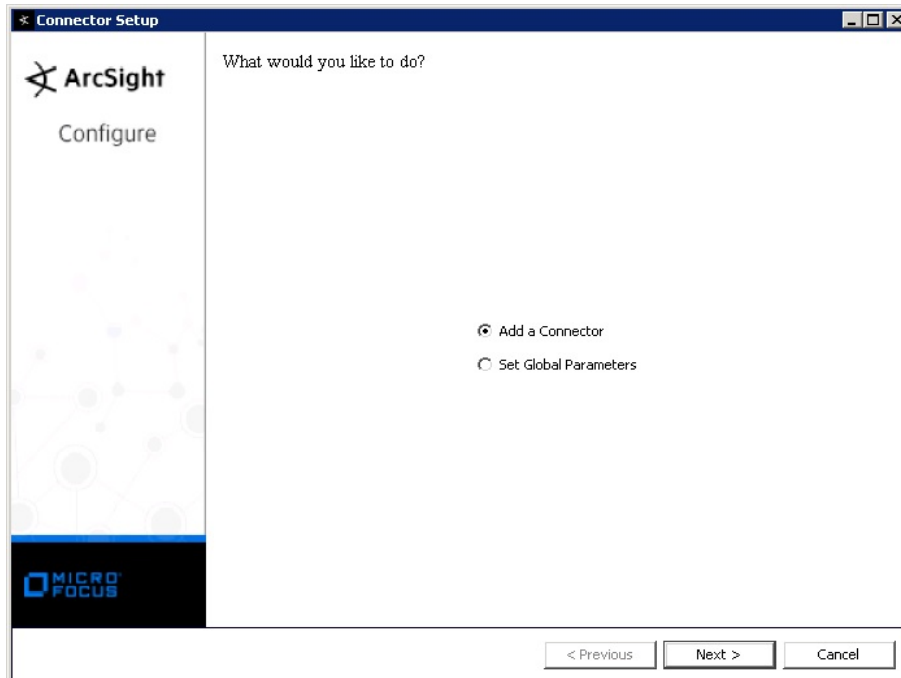 Connector Setup
ArcSight
Configure
What would you like to do?
Add a Connector
Set Global Parameters
MICRO
FOCUS
< Previous
Next >
Cancel